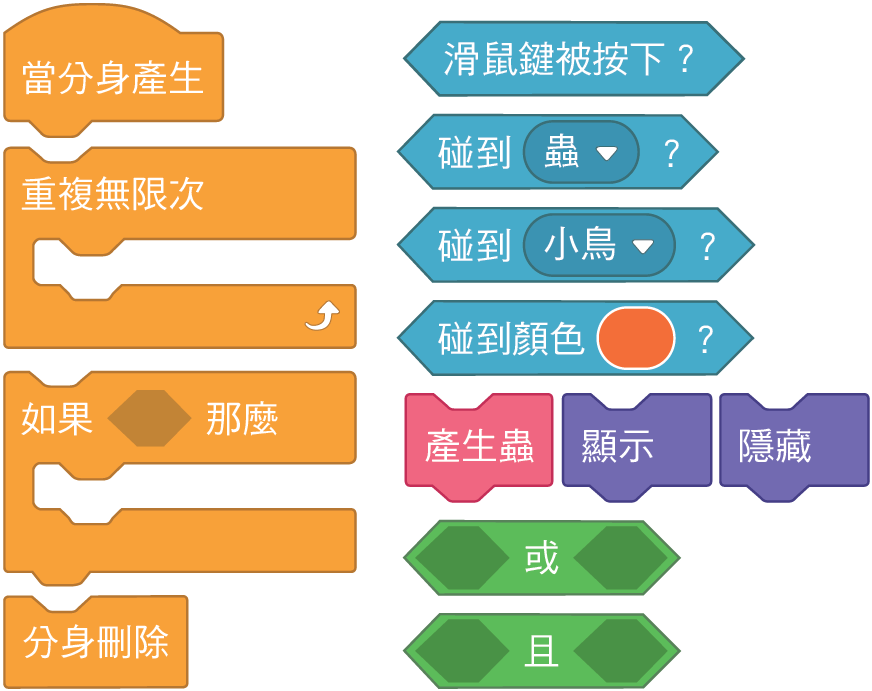 當分身產生
重複無限次
如果 那麼
分身刪除
滑鼠鍵被按下？
碰到 蟲 ？
碰到 小鳥 ？
碰到顏色 ？
產生蟲
顯示
隱藏
或
且